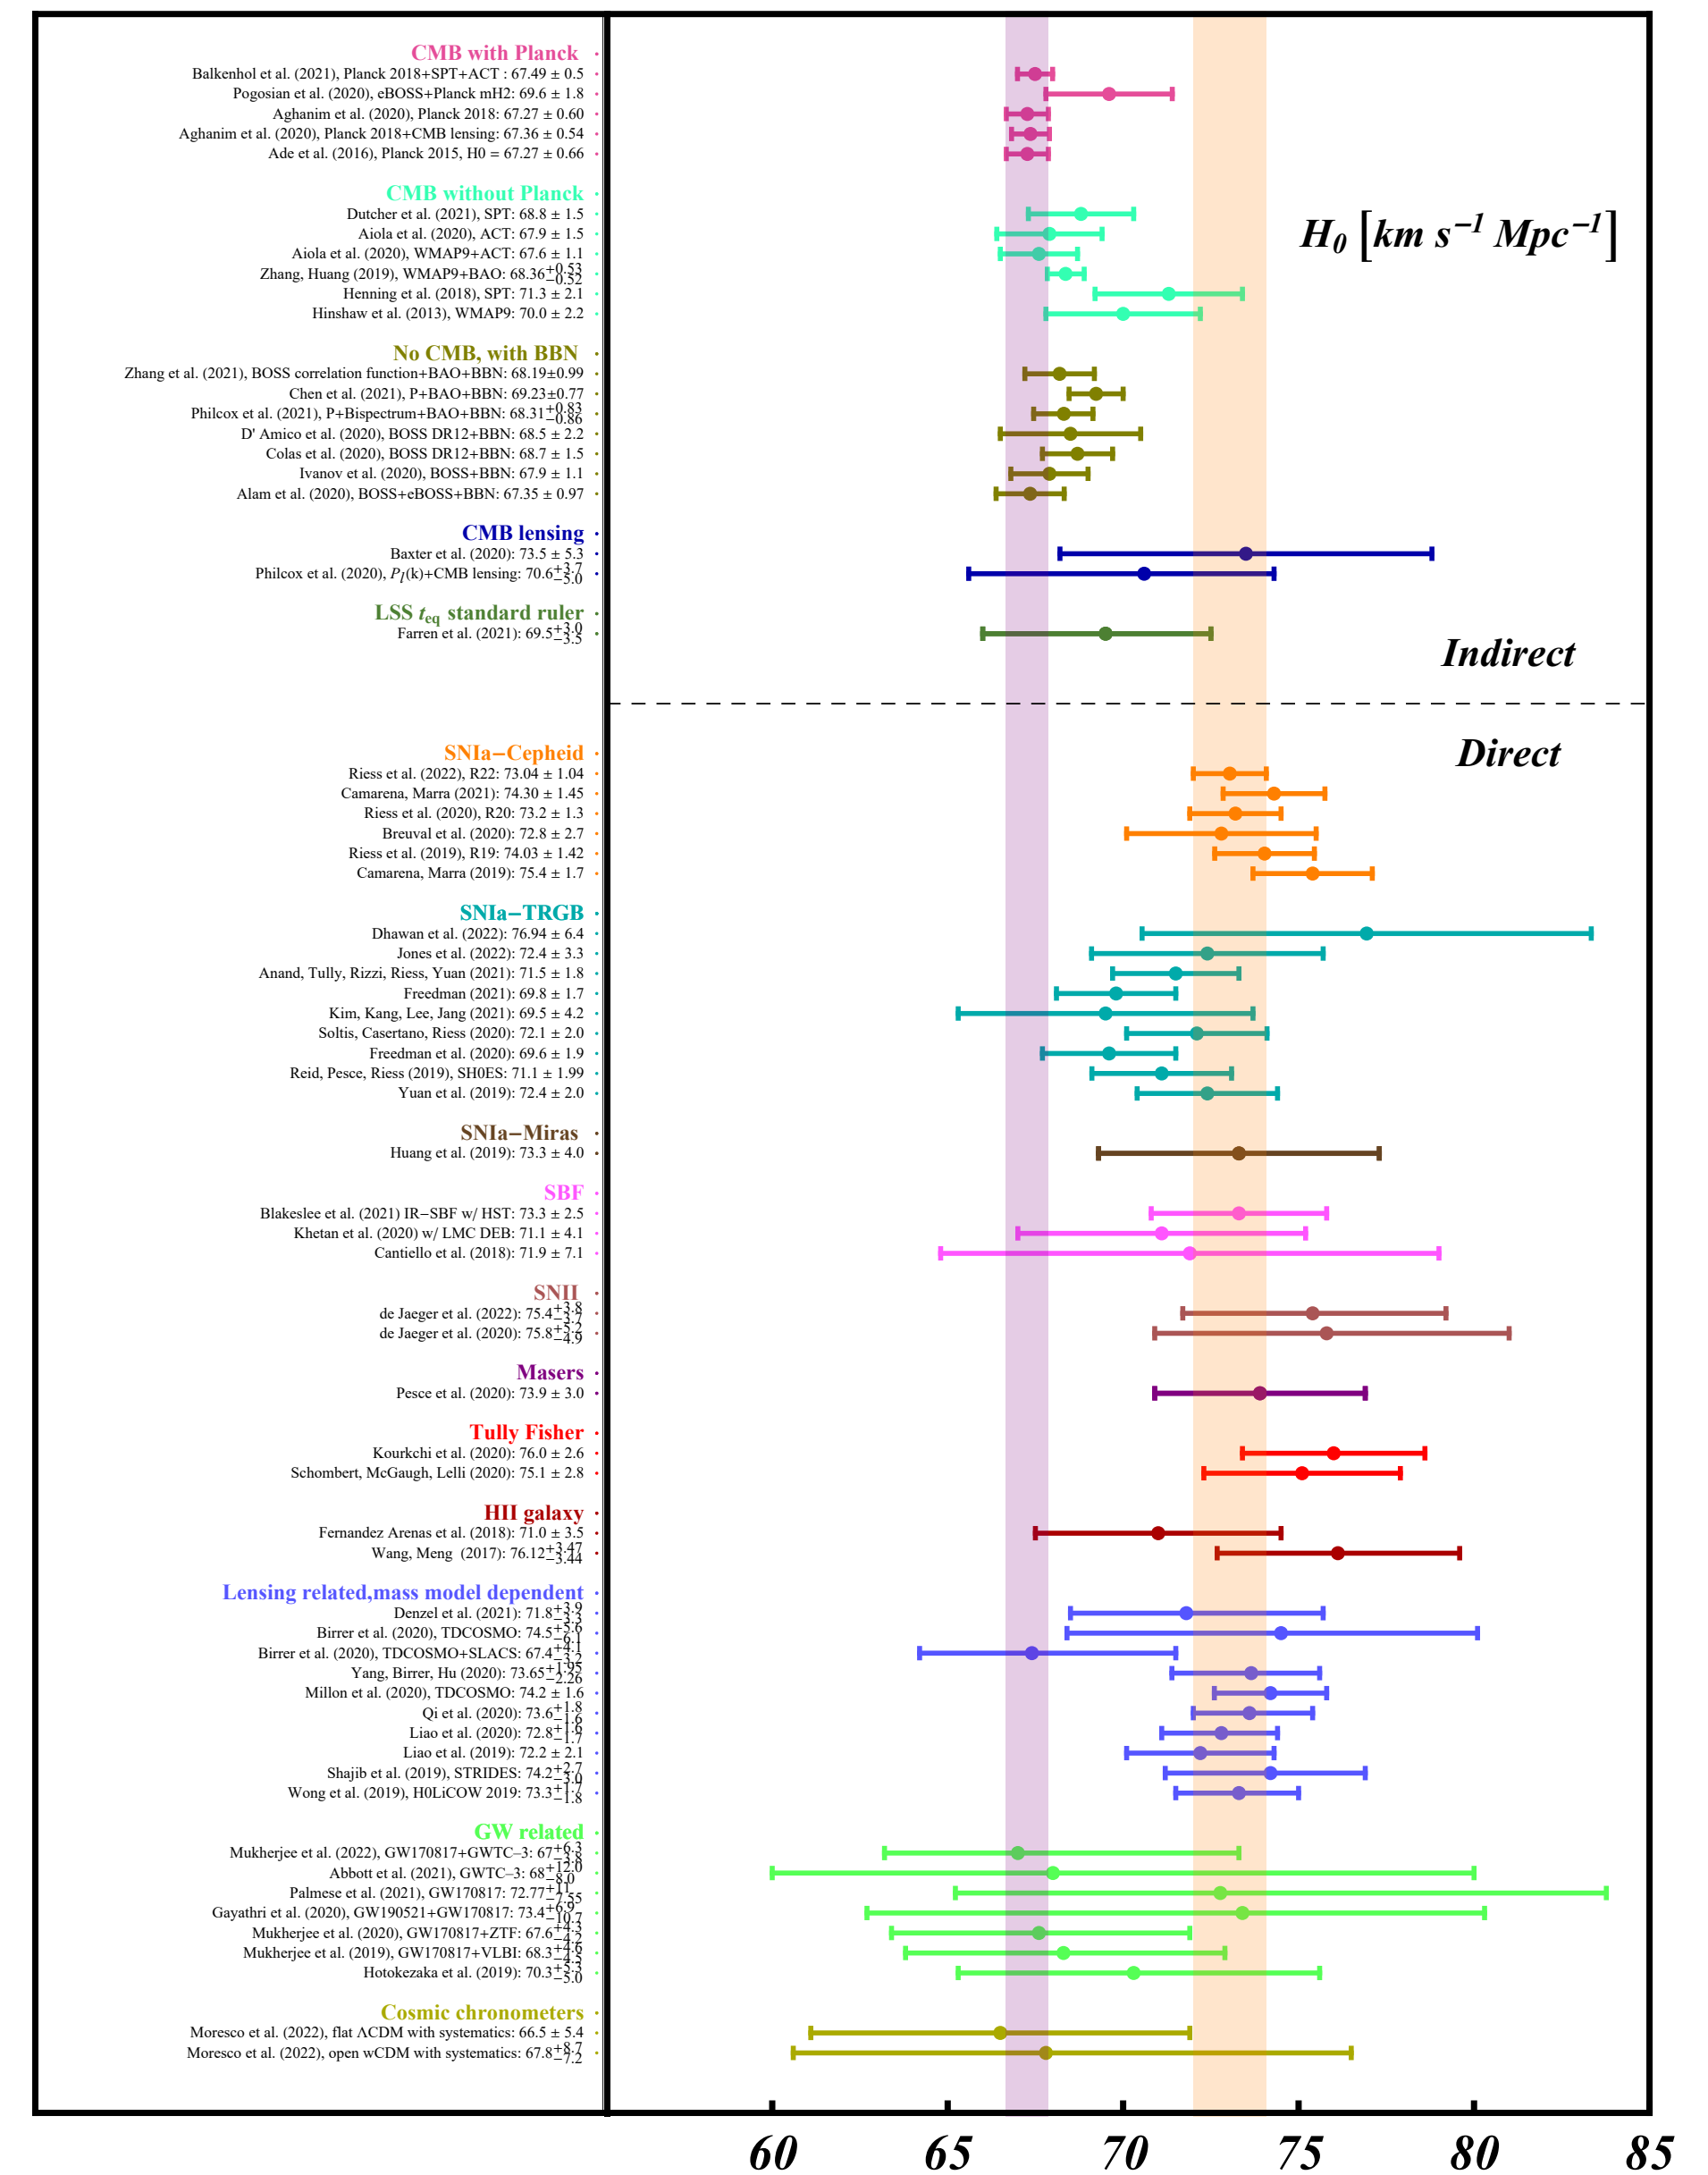 CMB with Planck
Balkenhol et al. (2021), Planck 2018+SPT+ACT : 67.49 ± 0.5
Pogosian et al. (2020), eBOSS+Planck mH2: 69.6 ± 1.8
Aghanim et al. (2020), Planck 2018: 67.27 ± 0.60
Aghanim et al. (2020), Planck 2018+CMB lensing: 67.36 ± 0.54
Ade et al. (2016), Planck 2015, H0 = 67.27 ± 0.66
CMB without Planck
Dutcher et al. (2021), SPT: 68.8 ± 1.5
Aiola et al. (2020), ACT: 67.9 ± 1.5
Aiola et al. (2020), WMAP9+ACT: 67.6 ± 1.1
Zhang, Huang (2019), WMAP9+BAO: 68.36+0.53−0.52
Henning et al. (2018), SPT: 71.3 ± 2.1
Hinshaw et al. (2013), WMAP9: 70.0 ± 2.2
H0 [km s−1 Mpc−1]
No CMB, with BBN
Zhang et al. (2021), BOSS correlation function+BAO+BBN: 68.19±0.99
Chen et al. (2021), P+BAO+BBN: 69.23±0.77
Philcox et al. (2021), P+Bispectrum+BAO+BBN: 68.31+0.83−0.86
D' Amico et al. (2020), BOSS DR12+BBN: 68.5 ± 2.2
Colas et al. (2020), BOSS DR12+BBN: 68.7 ± 1.5
Ivanov et al. (2020), BOSS+BBN: 67.9 ± 1.1
Alam et al. (2020), BOSS+eBOSS+BBN: 67.35 ± 0.97
CMB lensing
Baxter et al. (2020): 73.5 ± 5.3
Philcox et al. (2020), Pl(k)+CMB lensing: 70.6+3.7−5.0
LSS teq standard ruler
Farren et al. (2021): 69.5+3.0−3.5
Indirect
Direct
SNIa−Cepheid
Riess et al. (2022), R22: 73.04 ± 1.04
Camarena, Marra (2021): 74.30 ± 1.45
Riess et al. (2020), R20: 73.2 ± 1.3
Breuval et al. (2020): 72.8 ± 2.7
Riess et al. (2019), R19: 74.03 ± 1.42
Camarena, Marra (2019): 75.4 ± 1.7
SNIa−TRGB
Dhawan et al. (2022): 76.94 ± 6.4
Jones et al. (2022): 72.4 ± 3.3
Anand, Tully, Rizzi, Riess, Yuan (2021): 71.5 ± 1.8
Freedman (2021): 69.8 ± 1.7
Kim, Kang, Lee, Jang (2021): 69.5 ± 4.2
Soltis, Casertano, Riess (2020): 72.1 ± 2.0
Freedman et al. (2020): 69.6 ± 1.9
Reid, Pesce, Riess (2019), SH0ES: 71.1 ± 1.99
Yuan et al. (2019): 72.4 ± 2.0
SNIa−Miras
Huang et al. (2019): 73.3 ± 4.0
SBF
Blakeslee et al. (2021) IR−SBF w/ HST: 73.3 ± 2.5
Khetan et al. (2020) w/ LMC DEB: 71.1 ± 4.1
Cantiello et al. (2018): 71.9 ± 7.1
SNII
de Jaeger et al. (2022): 75.4+3.8−3.7
de Jaeger et al. (2020): 75.8+5.2−4.9
Masers
Pesce et al. (2020): 73.9 ± 3.0
Tully Fisher
Kourkchi et al. (2020): 76.0 ± 2.6
Schombert, McGaugh, Lelli (2020): 75.1 ± 2.8
HII galaxy
Fernandez Arenas et al. (2018): 71.0 ± 3.5
Wang, Meng (2017): 76.12+3.47−3.44
Lensing related,mass model dependent
Denzel et al. (2021): 71.8+3.9−3.3
Birrer et al. (2020), TDCOSMO: 74.5+5.6−6.1
Birrer et al. (2020), TDCOSMO+SLACS: 67.4+4.1−3.2
Yang, Birrer, Hu (2020): 73.65+1.95−2.26
Millon et al. (2020), TDCOSMO: 74.2 ± 1.6
Qi et al. (2020): 73.6+1.8−1.6
Liao et al. (2020): 72.8+1.6−1.7
Liao et al. (2019): 72.2 ± 2.1
Shajib et al. (2019), STRIDES: 74.2+2.7−3.0
Wong et al. (2019), H0LiCOW 2019: 73.3+1.7−1.8
GW related
Mukherjee et al. (2022), GW170817+GWTC–3: 67+6.3−3.8
Abbott et al. (2021), GWTC–3: 68+12.0−8.0
Palmese et al. (2021), GW170817: 72.77+11−7.55
Gayathri et al. (2020), GW190521+GW170817: 73.4+6.9−10.7
Mukherjee et al. (2020), GW170817+ZTF: 67.6+4.3−4.2
Mukherjee et al. (2019), GW170817+VLBI: 68.3+4.6−4.5
Hotokezaka et al. (2019): 70.3+5.3−5.0
Cosmic chronometers
Moresco et al. (2022), flat ΛCDM with systematics: 66.5 ± 5.4
Moresco et al. (2022), open wCDM with systematics: 67.8+8.7−7.2
60 65 70 75 80 85